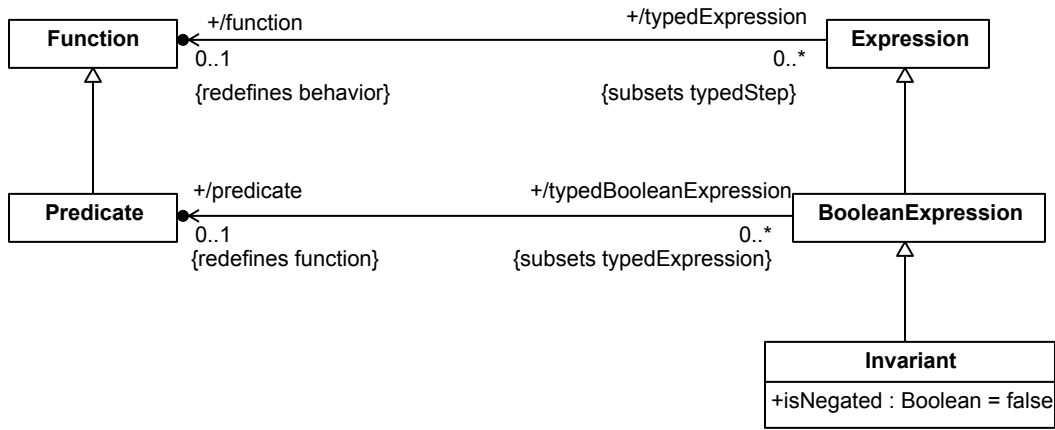 +/function
+/typedExpression
Function
Expression
0..1
0..*
{redefines behavior}
{subsets typedStep}
+/predicate
+/typedBooleanExpression
Predicate
BooleanExpression
0..1
0..*
{redefines function}
{subsets typedExpression}
Invariant
+isNegated : Boolean = false